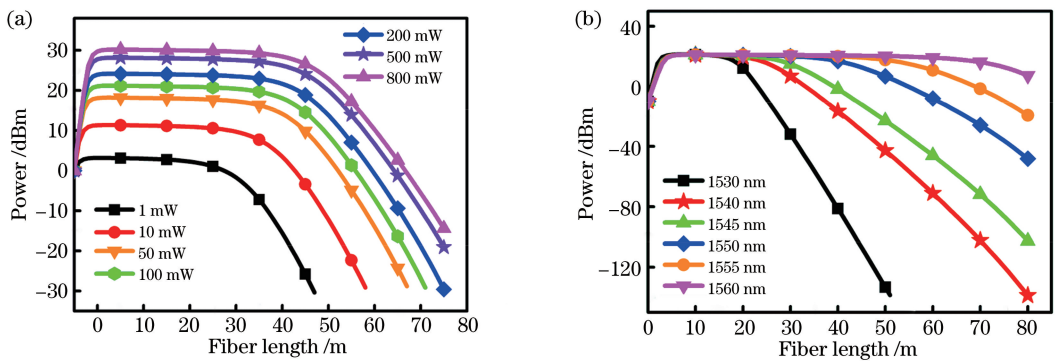 (a)
Power /dBm
30
20
10
0
−10
−20
−30
200 mW
500 mW
800 mW
1 mW
10 mW
50 mW
100 mW
0 10 20 30 40 50 60 70 80
Fiber length /m
(b)
Power /dBm
40
0
−40
−80
−120
1530 nm
1540 nm
1545 nm
1550 nm
1555 nm
1560 nm
0 10 20 30 40 50 60 70 80
Fiber length /m